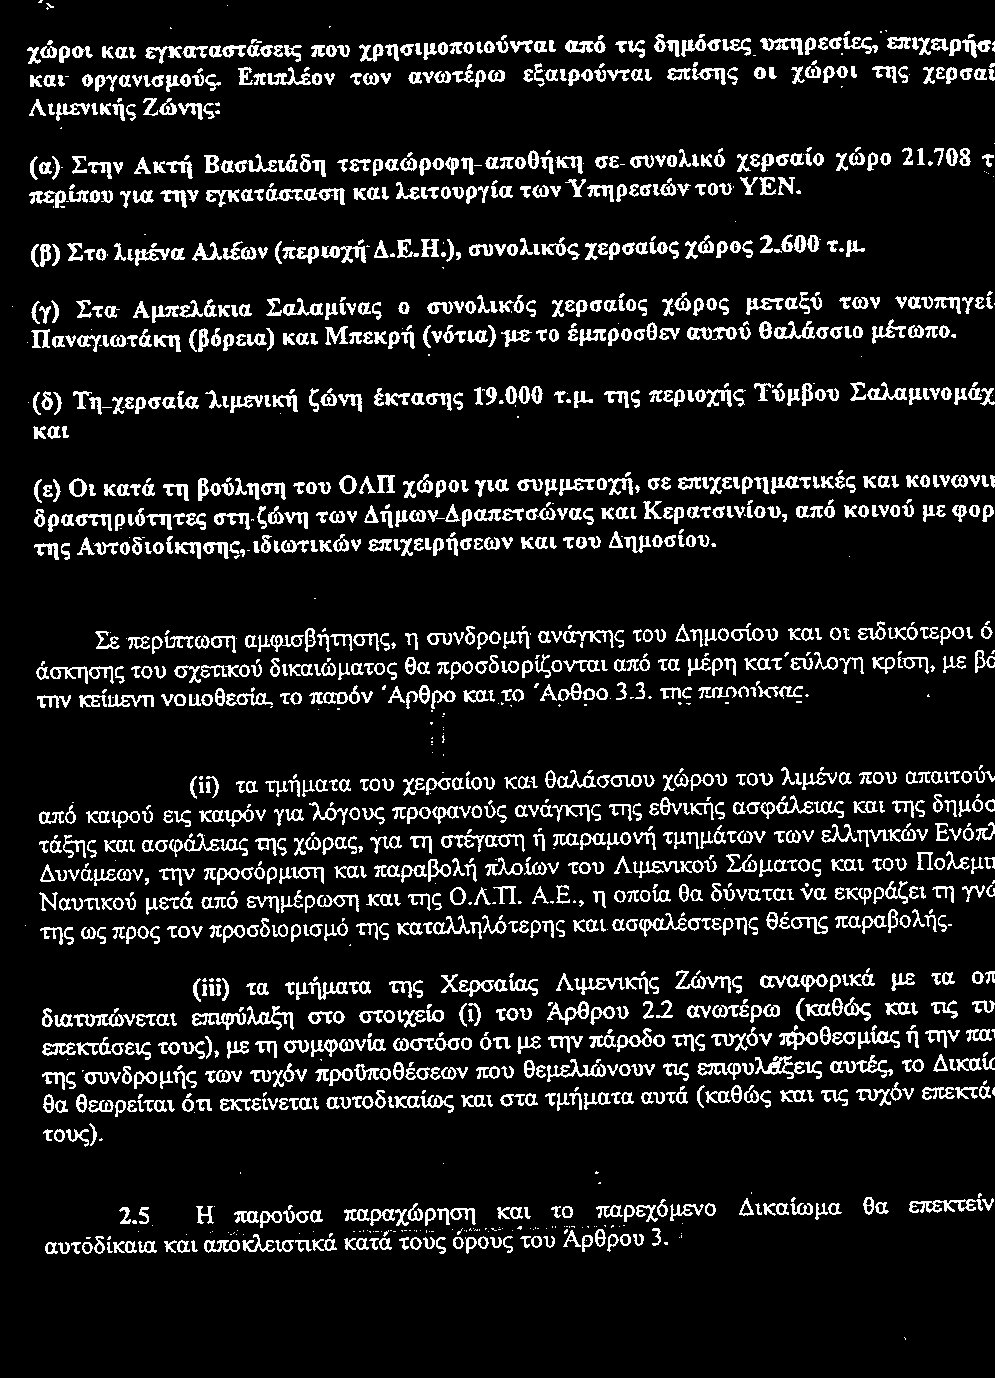 χώροι και εγκαταστάσεις που χρησιμοποιούνται από τις δημόσιες υπηρεσίες, επιχειρήσε
και οργανισμούς. Επιπλέον των ανωτέρω εξαιρούνται επίσης οι χώροι της χερσαί
Λιμενικής Ζώνης:
(α) Στην Ακτή Βασιλειάδη τετραώροφη αποθήκη σε συνολικό χερσαίο χώρο 21.708 τ
περίπου για την εγκατάσταση και λειτουργία των Υπηρεσιών του ΥΕΝ.
(β) Στο λιμένα Αλιέων (περιοχή Δ.Ε.Η.), συνολικός χερσαίος χώρος 2.600 τ.μ.
(γ) Στα Αμπελάκια Σαλαμίνας ο συνολικός χερσαίος χώρος μεταξύ των ναυπηγεί
Παναγιωτάκη (βόρεια) και Μπεκρή (νότια) με το έμπροσθεν αυτού θαλάσσιο μέτωπο.
(δ) Τη χερσαία λιμενική ζώνη έκτασης 19.000 τ.μ. της περιοχής Τύμβου Σαλαμινομάχ
και
(ε) Οι κατά τη βούληση του ΟΛΠ χώροι για συμμετοχή, σε επιχειρηματικές και κοινωνικ
δραστηριότητες στη ζώνη των Δήμων Δραπετσώνας και Κερατσινίου, από κοινού με φορ
της Αυτοδιοίκησης, ιδιωτικών επιχειρήσεων και του Δημοσίου.
Σε περίπτωση αμφισβήτησης, η συνδρομή ανάγκης του Δημοσίου και οι ειδικότεροι ό
άσκησης του σχετικού δικαιώματος θα προσδιορίζονται από τα μέρη κατ΄εύλογη κρίση, με βά
την κείμενη νομοθεσία, το παρόν Άρθρο και το Άρθρο 3.3. της παρούσας.
(ii) τα τμήματα του χερσαίου και θαλάσσιου χώρου του λιμένα που απαιτούν
από καιρού εις καιρόν για λόγους προφανούς ανάγκης της εθνικής ασφάλειας και της δημόσ
τάξης και ασφάλειας της χώρας, για τη στέγαση ή παραμονή τμημάτων των ελληνικών Ενόπλ
Δυνάμεων, την προσόρμιση και παραβολή πλοίων του Λιμενικού Σώματος και του Πολεμικ
Ναυτικού μετά από ενημέρωση και της Ο.Λ.Π. Α.Ε., η οποία θα δύναται να εκφράζει τη γνώ
της ως προς τον προσδιορισμό της καταλληλότερης και ασφαλέστερης θέσης παραβολής.
(iii) τα τμήματα της Χερσαίας Λιμενικής Ζώνης αναφορικά με τα οπ
διατυπώνεται επιφύλαξη στο στοιχείο (i) του Άρθρου 2.2 ανωτέρω (καθώς και τις τυ
επεκτάσεις τους), με τη συμφωνία ωστόσο ότι με την πάροδο της τυχόν προθεσμίας ή την παι
της συνδρομής των τυχόν προϋποθέσεων που θεμελιώνουν τις επιφυλάξεις αυτές, το Δικαίω
θα θεωρείται ότι εκτείνεται αυτοδικαίως και στα τμήματα αυτά (καθώς και τις τυχόν επεκτάσ
τους).
2.5 Η παρούσα παραχώρηση και το παρεχόμενο Δικαίωμα θα επεκτείν
αυτόδίκαια και αποκλειστικά κατά τους όρους του Άρθρου 3.